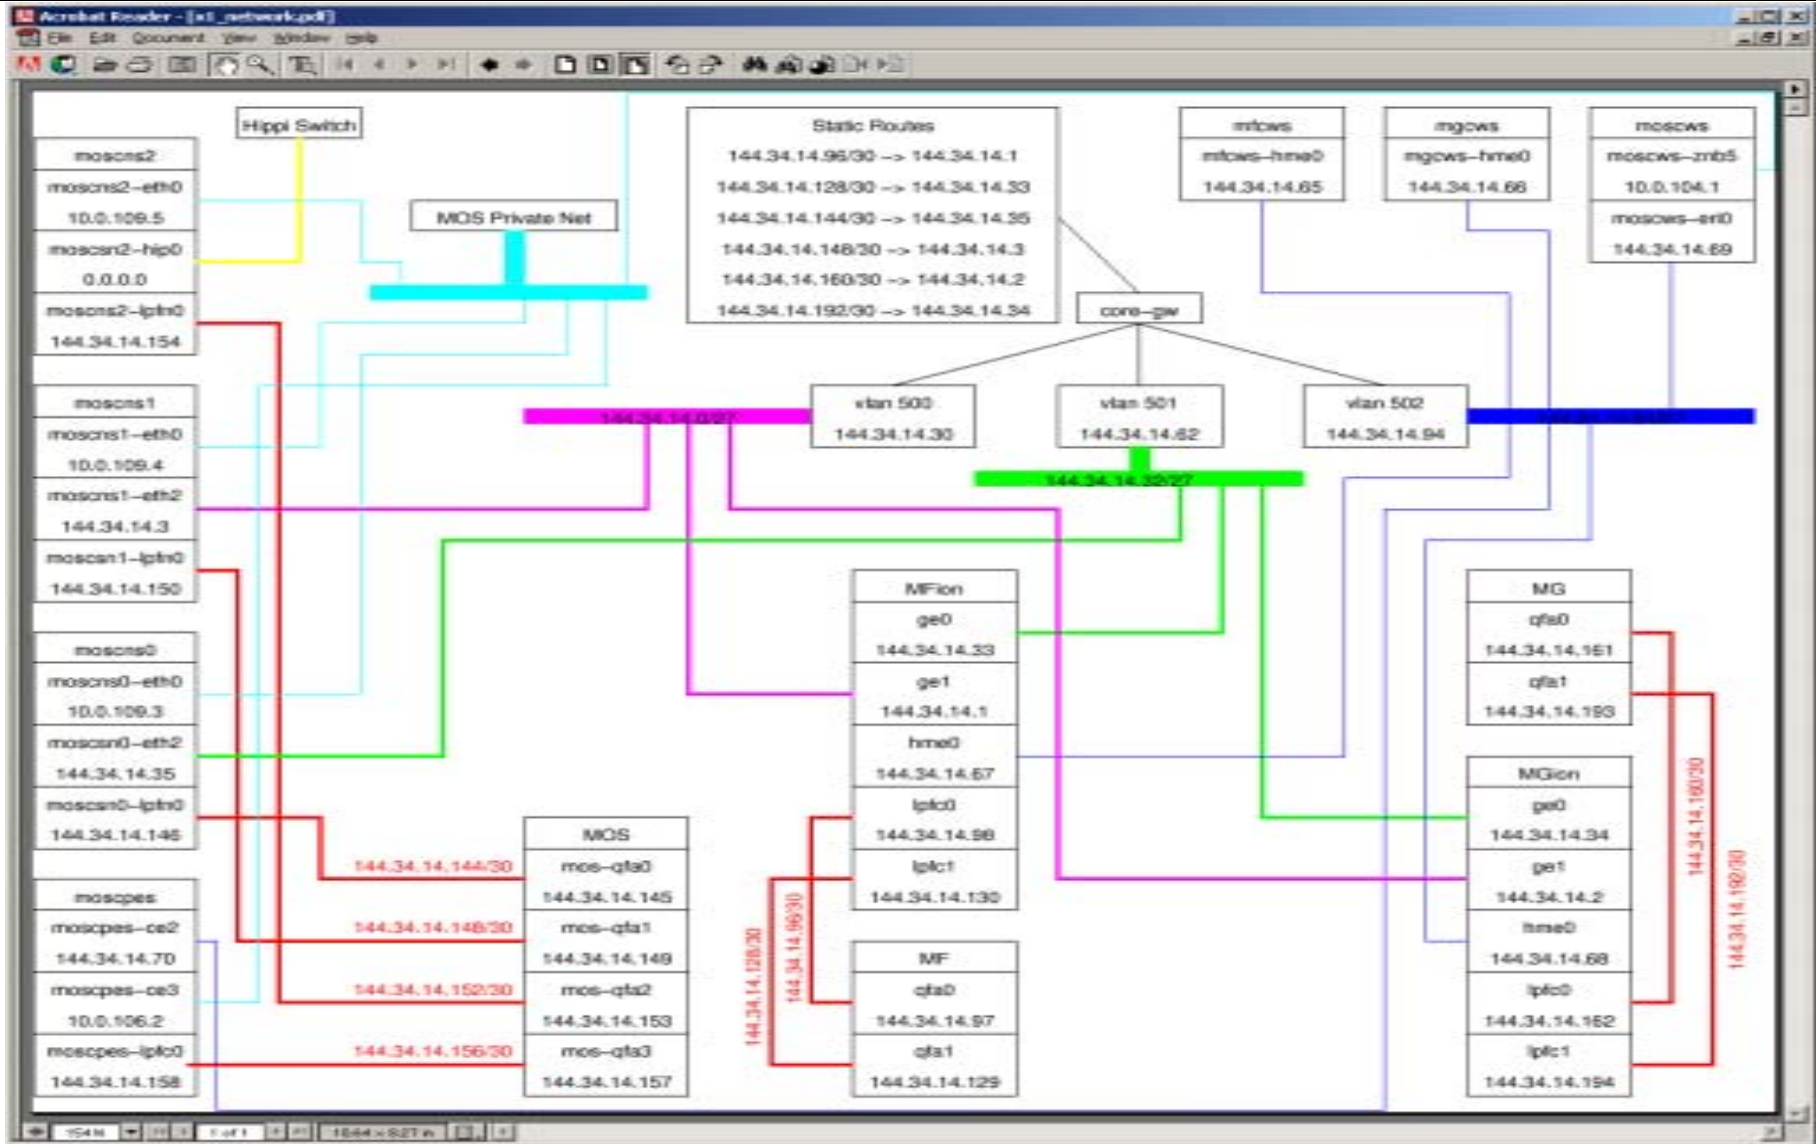 Acrobat Reader - [x1_network.pdf]
File Edit Document View Window Help
Hippi Switch
moscns2
moscns2-eth0
10.0.109.5
moscsn2-hip0
0.0.0.0
moscns2-lpfn0
144.34.14.154
MOS Private Net
Static Routes
144.34.14.96/30 --> 144.34.14.1
144.34.14.128/30 --> 144.34.14.33
144.34.14.144/30 --> 144.34.14.35
144.34.14.148/30 --> 144.34.14.3
144.34.14.160/30 --> 144.34.14.2
144.34.14.192/30 --> 144.34.14.34
mfcws
mfcws-hme0
144.34.14.65
mgcws
mgcws-hme0
144.34.14.66
moscws
moscws-znb5
10.0.104.1
moscws-eri0
144.34.14.69
core-gw
moscns1
moscns1-eth0
10.0.109.4
moscns1-eth2
144.34.14.3
moscsn1-lpfn0
144.34.14.150
144.34.14.0/27
vlan 500
144.34.14.30
vlan 501
144.34.14.62
vlan 502
144.34.14.94
144.34.14.32/27
moscns0
moscns0-eth0
10.0.109.3
moscsn0-eth2
144.34.14.35
moscsn0-lpfn0
144.34.14.146
MFion
ge0
144.34.14.33
ge1
144.34.14.1
hme0
144.34.14.67
lpfc0
144.34.14.98
lpfc1
144.34.14.130
MG
qfa0
144.34.14.161
qfa1
144.34.14.193
MGion
ge0
144.34.14.34
ge1
144.34.14.2
hme0
144.34.14.68
lpfc0
144.34.14.162
lpfc1
144.34.14.194
144.34.14.160/30
144.34.14.192/30
moscpes
moscpes-ce2
144.34.14.70
moscpes-ce3
10.0.106.2
moscpes-lpfc0
144.34.14.158
144.34.14.144/30
144.34.14.148/30
144.34.14.152/30
144.34.14.156/30
MOS
mos-qfa0
144.34.14.145
mos-qfa1
144.34.14.149
mos-qfa2
144.34.14.153
mos-qfa3
144.34.14.157
144.34.14.128/30
144.34.14.96/30
MF
qfa0
144.34.14.97
qfa1
144.34.14.129
154%
1 of 1